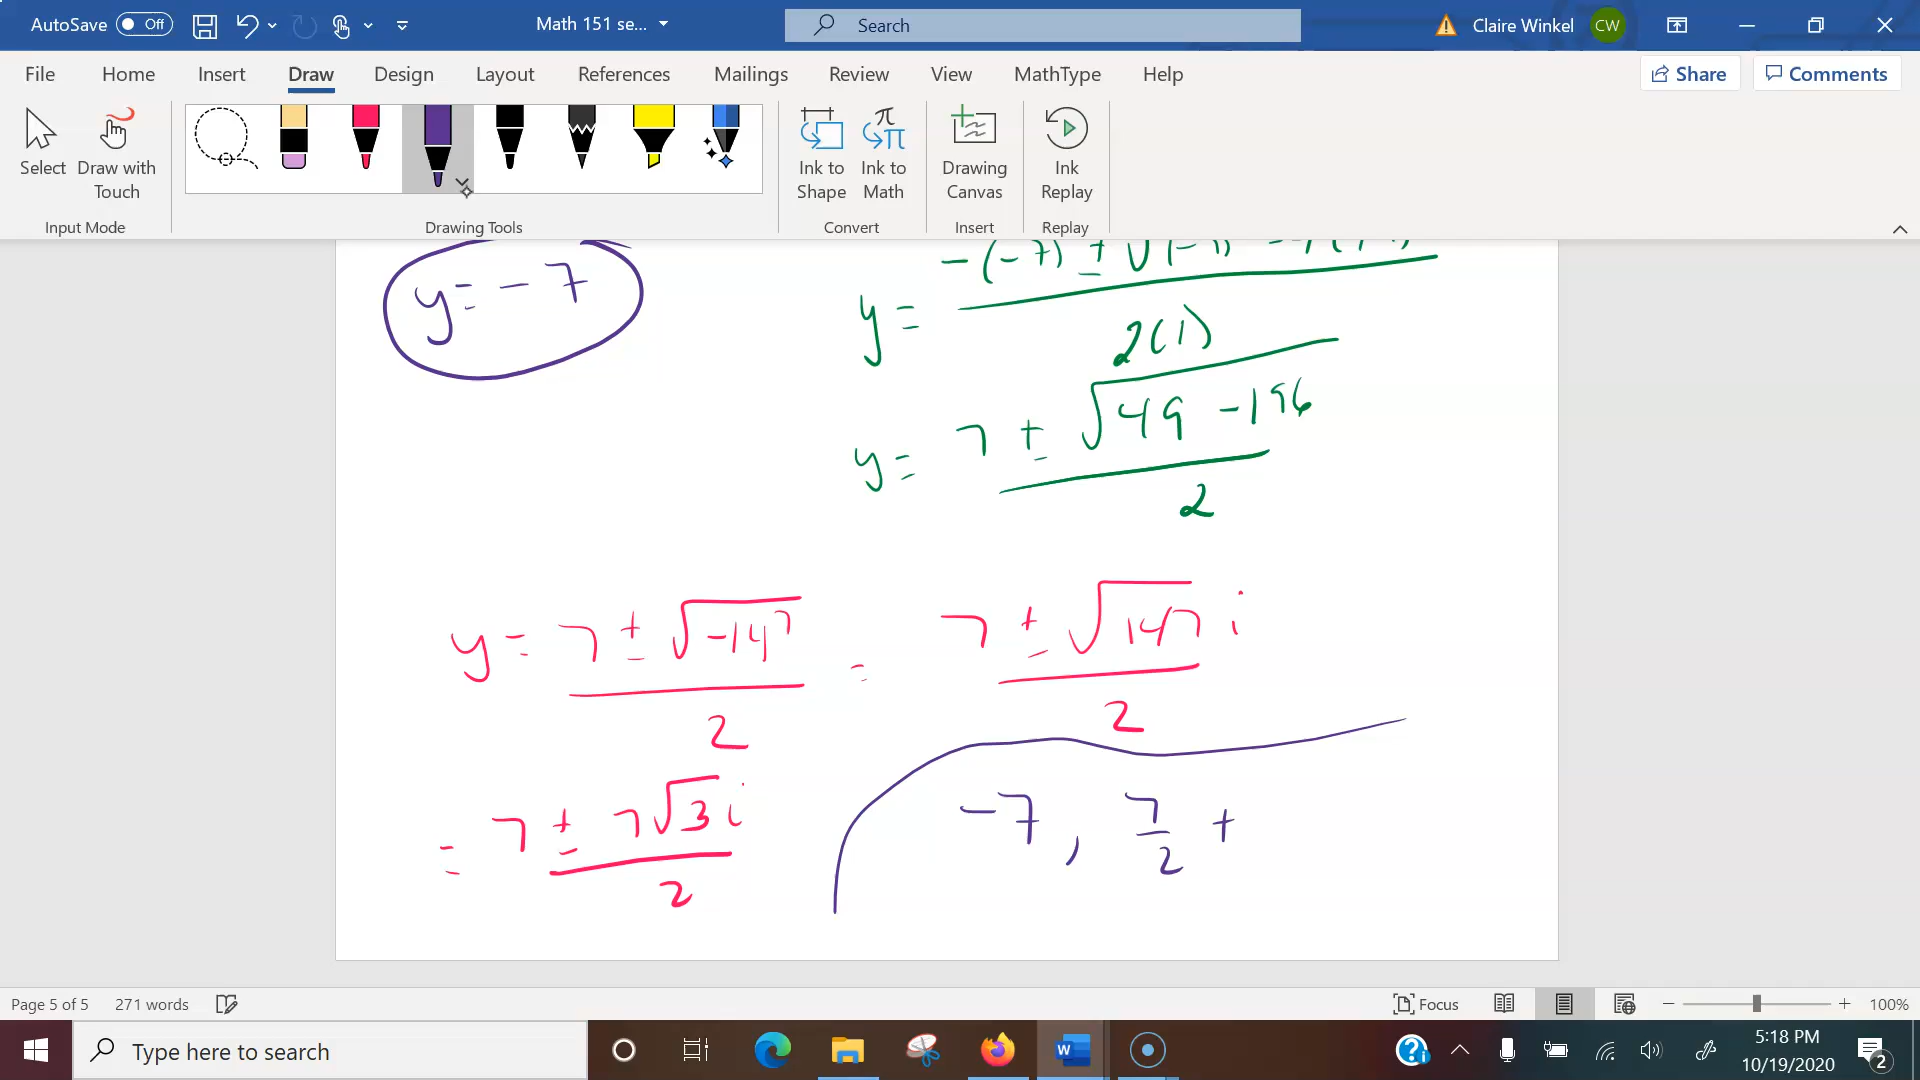 AutoSave Off Math 151 se... Search Claire Winkel CW
File Home Insert Draw Design Layout References Mailings Review View MathType Help Share Comments
Select Draw with Touch Ink to Shape Ink to Math Drawing Canvas Ink Replay
Input Mode Drawing Tools Convert Insert Replay
y = -7
y =
2(1)
y = 7 ± √49 - 196
2
y = 7 ± √-147 = 7 ± √147 i
2 2
= 7 ± 7√3 i
2
-7, 7/2 +
Page 5 of 5 271 words Focus 100%
Type here to search
5:18 PM
10/19/2020
2